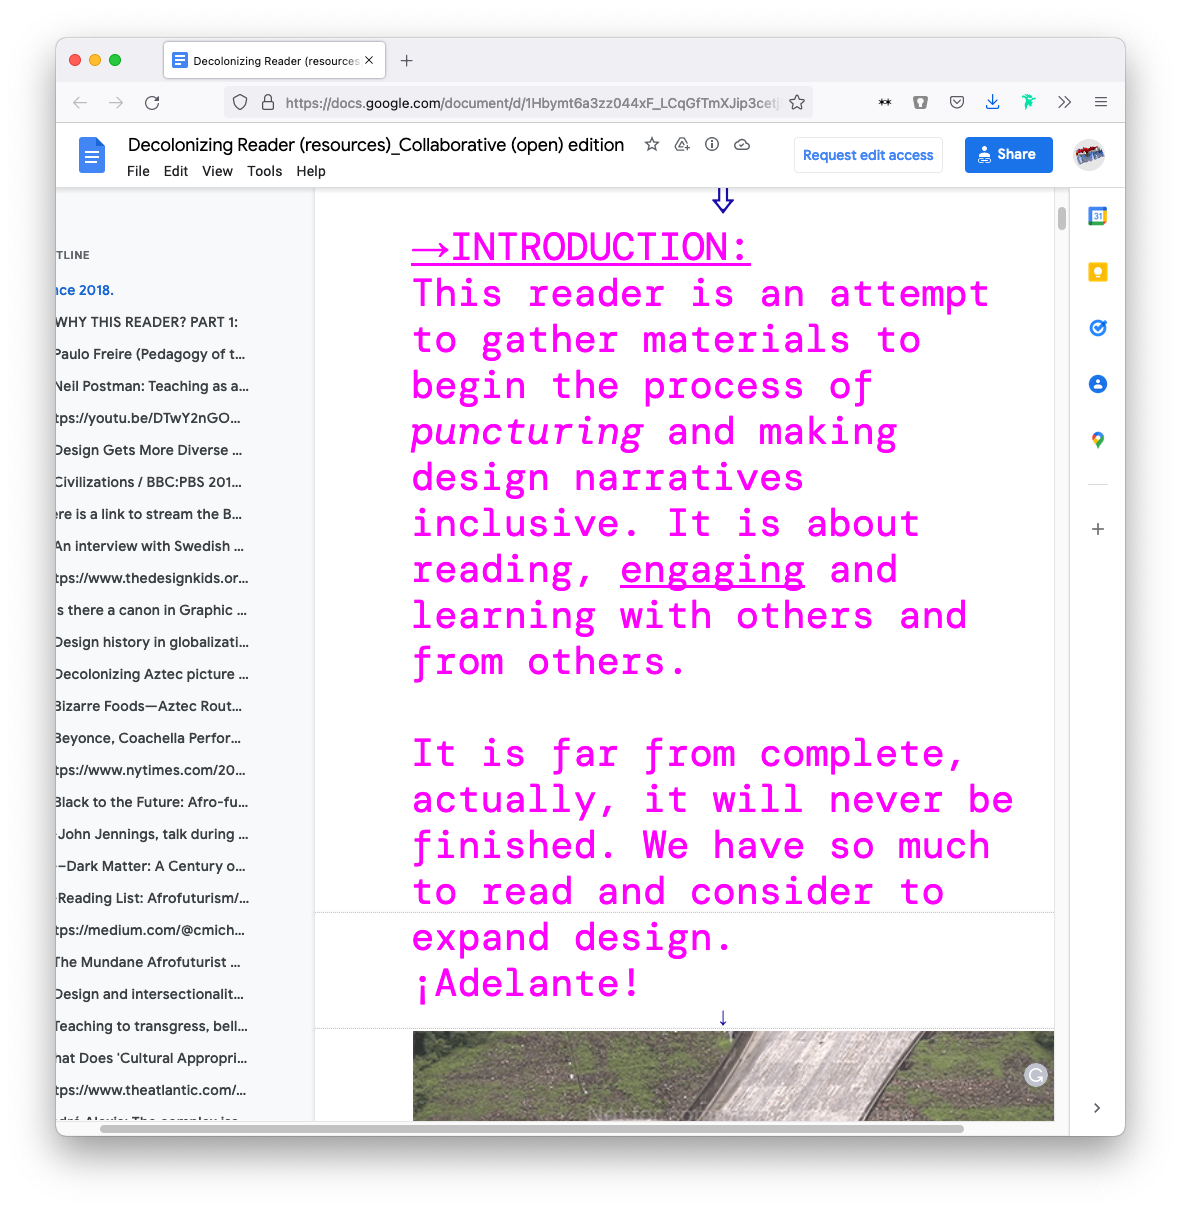 Decolonizing Reader (resources
https://docs.google.com/document/d/1Hbymt6a3zz044xF_LCqGfTmXJip3cetj
Decolonizing Reader (resources)_Collaborative (open) edition
File Edit View Tools Help
Request edit access
Share
31
TLINE
nce 2018.
WHY THIS READER? PART 1:
Paulo Freire (Pedagogy of t...
Neil Postman: Teaching as a...
tps://youtu.be/DTwY2nGO...
Design Gets More Diverse ...
Civilizations / BBC:PBS 201...
ere is a link to stream the B...
An interview with Swedish ...
tps://www.thedesignkids.or...
s there a canon in Graphic ...
Design history in globalizati...
Decolonizing Aztec picture ...
Bizarre Foods—Aztec Rout...
Beyonce, Coachella Perfor...
tps://www.nytimes.com/20...
Black to the Future: Afro-fu...
-John Jennings, talk during ...
–Dark Matter: A Century o...
-Reading List: Afrofuturism/...
tps://medium.com/@cmich...
The Mundane Afrofuturist ...
Design and intersectionalit...
Teaching to transgress, bell...
hat Does 'Cultural Appropri...
tps://www.theatlantic.com/...
⇩
→INTRODUCTION:
This reader is an attempt
to gather materials to
begin the process of
puncturing and making
design narratives
inclusive. It is about
reading, engaging and
learning with others and
from others.
It is far from complete,
actually, it will never be
finished. We have so much
to read and consider to
expand design.
¡Adelante!
↓